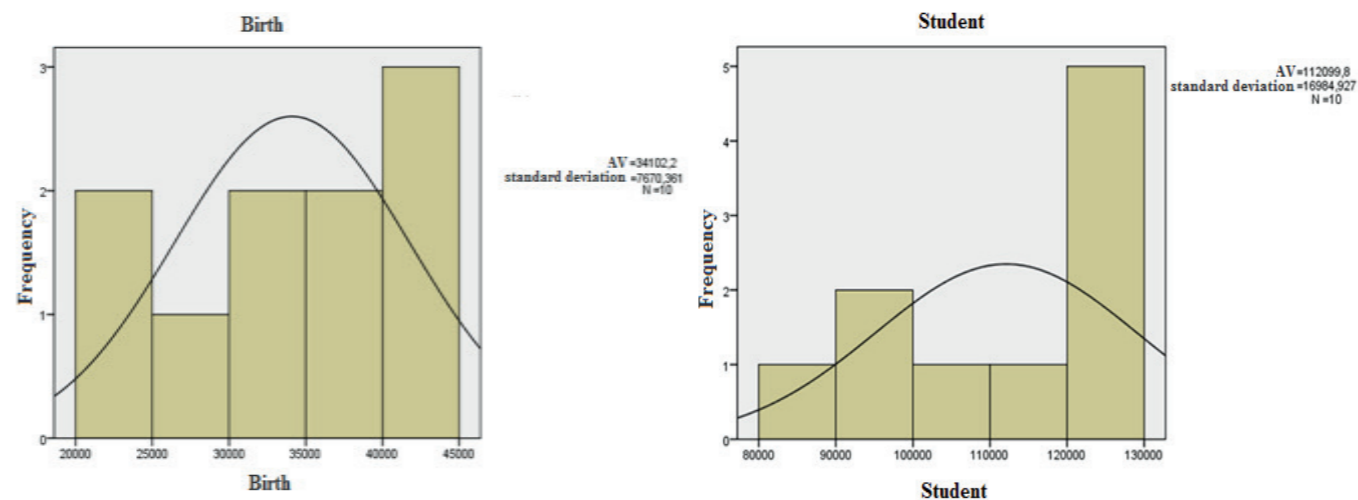 Birth
Frequency
3
2
1
0
20000 25000 30000 35000 40000 45000
Birth
AV =34102,2
standard deviation =7670,361
N =10
Student
Frequency
5
4
3
2
1
0
80000 90000 100000 110000 120000 130000
Student
AV=112099,8
standard deviation =16984,927
N =10